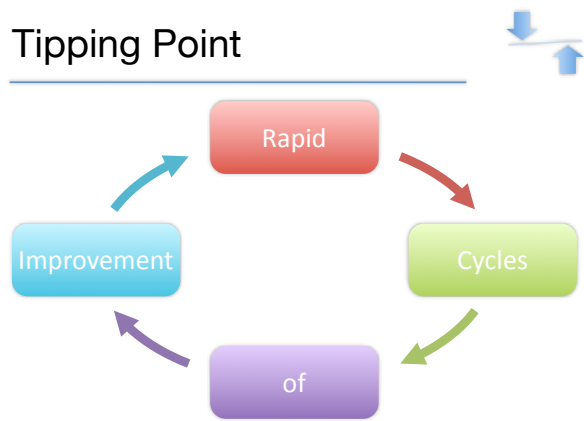 Tipping Point
Rapid
Cycles
of
Improvement